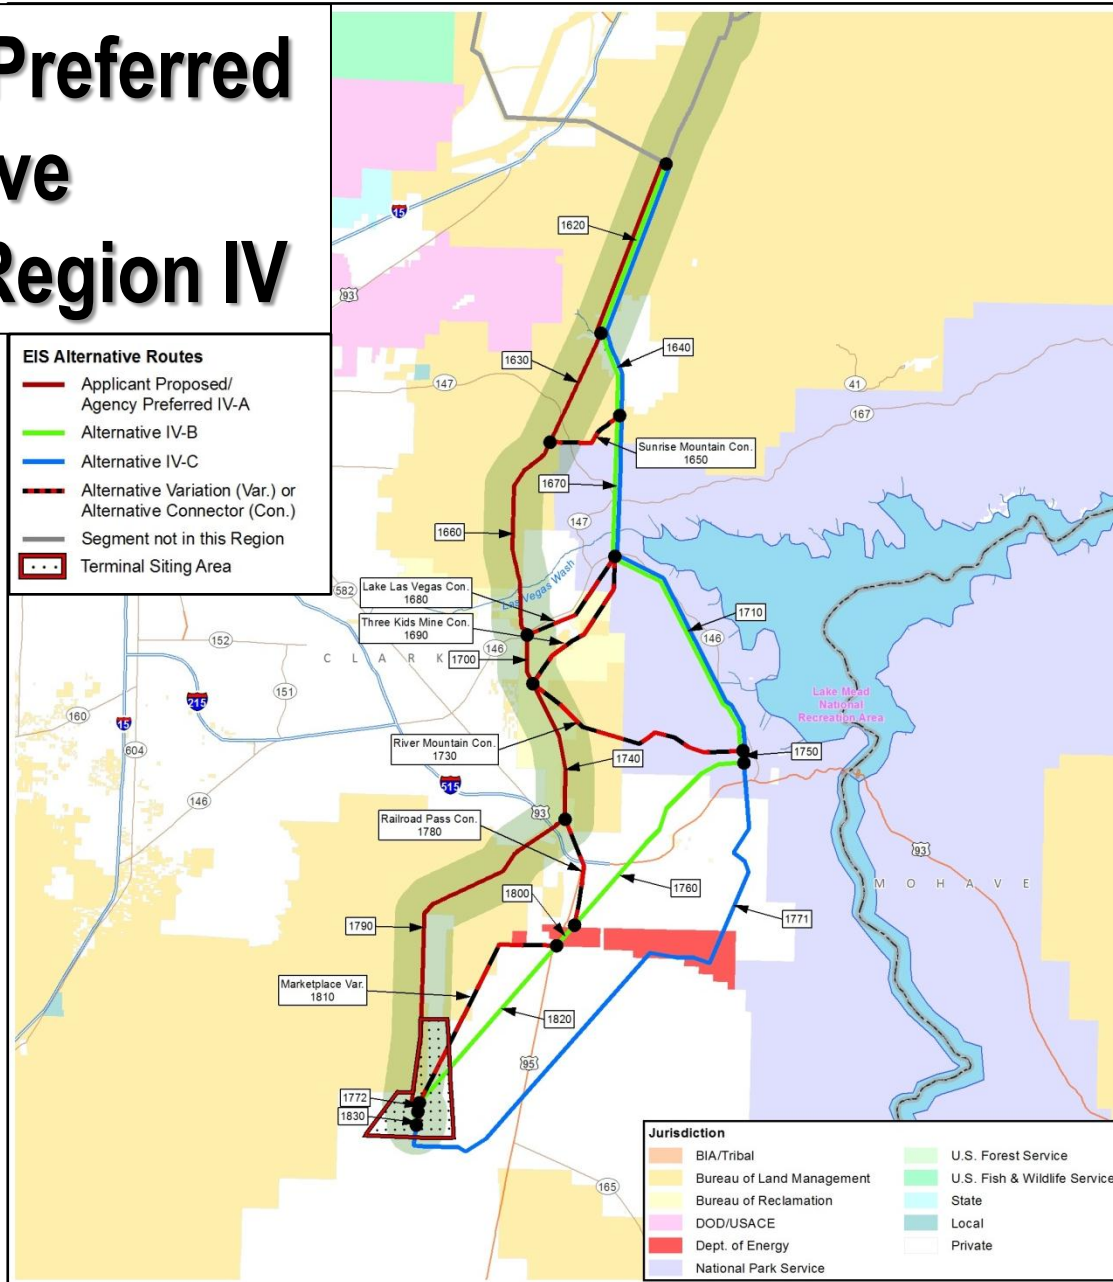 Preferred
ve
Region IV
EIS Alternative Routes
Applicant Proposed/
Agency Preferred IV-A
Alternative IV-B
Alternative IV-C
Alternative Variation (Var.) or
Alternative Connector (Con.)
Segment not in this Region
Terminal Siting Area
15
93
1620
1630
1640
147
41
167
Sunrise Mountain Con.
1650
1670
147
1660
582
Lake Las Vegas Con.
1680
Las Vegas Wash
Three Kids Mine Con.
1690
1710
146
152
146
1700
C L A R K
151
215
160
15
604
Lake Mead
National
Recreation Area
River Mountain Con.
1730
1740
1750
146
515
93
Railroad Pass Con.
1780
93
M O H A V E
1760
1800
1771
1790
Marketplace Var.
1810
1820
95
1772
1830
165
Jurisdiction
BIA/Tribal
Bureau of Land Management
Bureau of Reclamation
DOD/USACE
Dept. of Energy
National Park Service
U.S. Forest Service
U.S. Fish & Wildlife Service
State
Local
Private